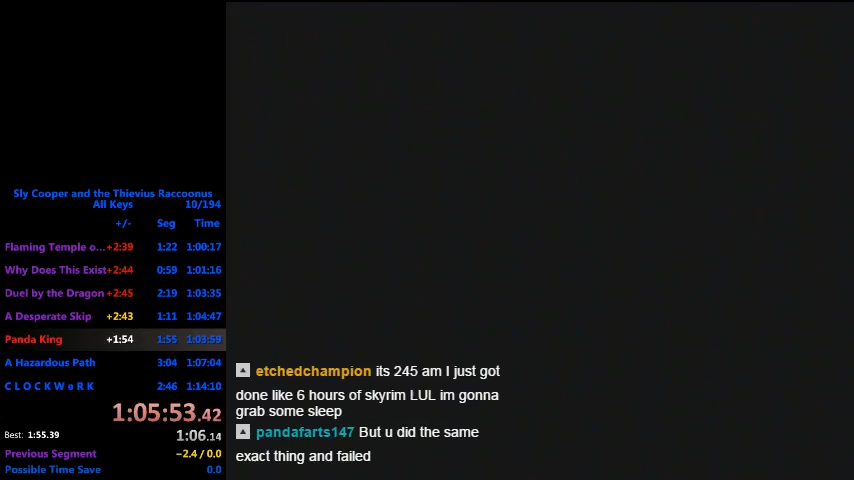 Sly Cooper and the Thievius Raccoonus
All Keys 10/194
+/- Seg Time
Flaming Temple o... +2:39 1:22 1:00:17
Why Does This Exist +2:44 0:59 1:01:16
Duel by the Dragon +2:45 2:19 1:03:35
A Desperate Skip +2:43 1:11 1:04:47
Panda King +1:54 1:55 1:03:59
A Hazardous Path 3:04 1:07:04
C L O C K W e R K 2:46 1:14:10
1:05:53.42
Best: 1:55.39 1:06.14
Previous Segment -2.4 / 0.0
Possible Time Save 0.0
etchedchampion its 245 am I just got
done like 6 hours of skyrim LUL im gonna
grab some sleep
pandafarts147 But u did the same
exact thing and failed